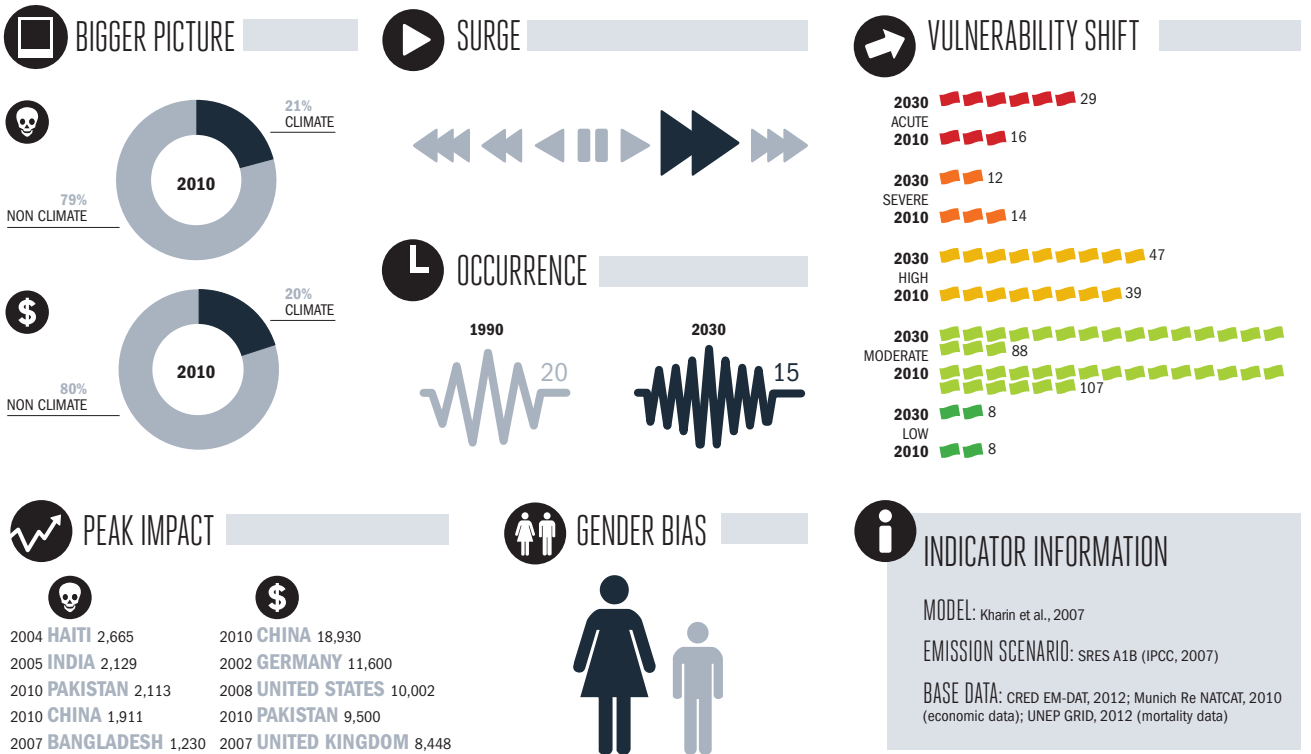 BIGGER PICTURE
21%
CLIMATE
2010
79%
NON CLIMATE
$
20%
CLIMATE
2010
80%
NON CLIMATE
SURGE
OCCURRENCE
1990
20
2030
15
VULNERABILITY SHIFT
2030 29
ACUTE
2010 16
2030 12
SEVERE
2010 14
2030 47
HIGH
2010 39
2030
MODERATE 88
2010
107
2030 8
LOW
2010 8
PEAK IMPACT
2004 HAITI 2,665
2005 INDIA 2,129
2010 PAKISTAN 2,113
2010 CHINA 1,911
2007 BANGLADESH 1,230
$
2010 CHINA 18,930
2002 GERMANY 11,600
2008 UNITED STATES 10,002
2010 PAKISTAN 9,500
2007 UNITED KINGDOM 8,448
GENDER BIAS
i
INDICATOR INFORMATION
MODEL: Kharin et al., 2007
EMISSION SCENARIO: SRES A1B (IPCC, 2007)
BASE DATA: CRED EM-DAT, 2012; Munich Re NATCAT, 2010
(economic data); UNEP GRID, 2012 (mortality data)